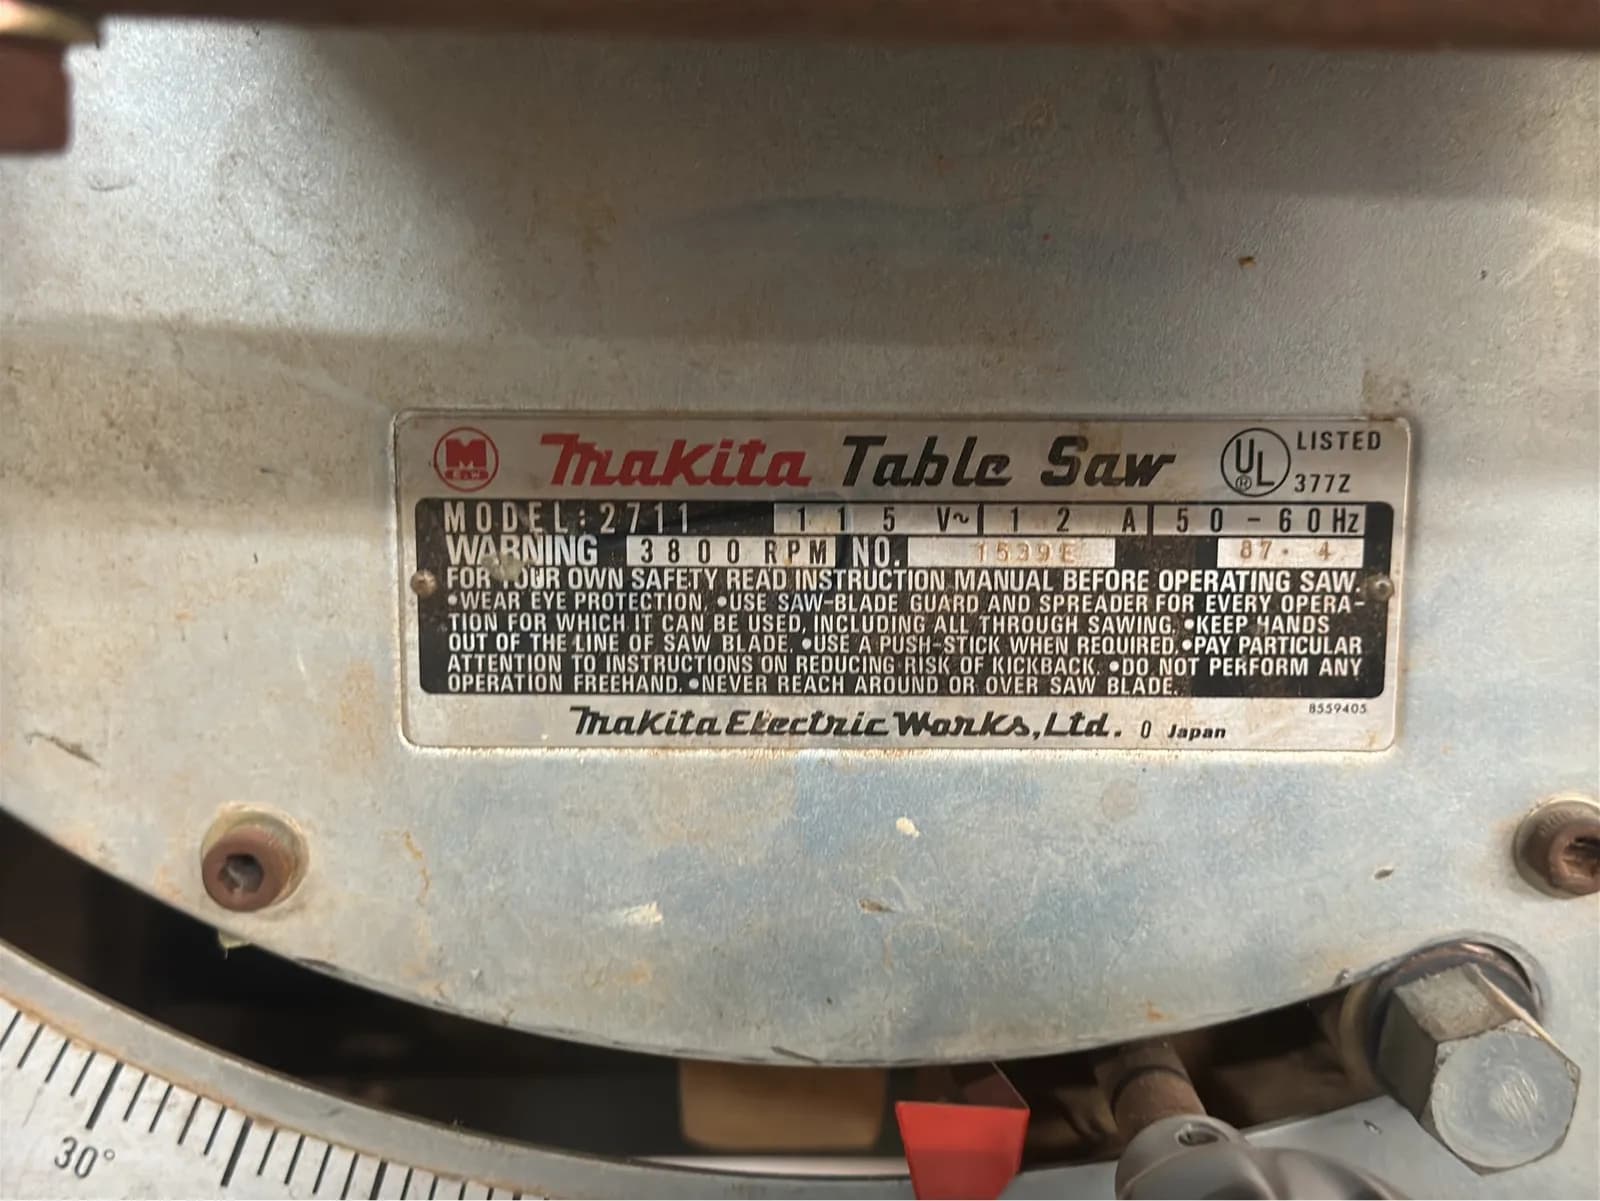 M
E.W
Makita Table Saw
UL
®
LISTED
377Z
MODEL:2711 115 V~ 12 A 50-60Hz
WARNING 3800 RPM NO. 1539E 87. 4
FOR YOUR OWN SAFETY READ INSTRUCTION MANUAL BEFORE OPERATING SAW.
•WEAR EYE PROTECTION. •USE SAW-BLADE GUARD AND SPREADER FOR EVERY OPERA-
TION FOR WHICH IT CAN BE USED, INCLUDING ALL THROUGH SAWING. •KEEP HANDS
OUT OF THE LINE OF SAW BLADE. •USE A PUSH-STICK WHEN REQUIRED. •PAY PARTICULAR
ATTENTION TO INSTRUCTIONS ON REDUCING RISK OF KICKBACK. •DO NOT PERFORM ANY
OPERATION FREEHAND. •NEVER REACH AROUND OR OVER SAW BLADE.
8559405
Makita Electric Works, Ltd. 0 Japan
30°